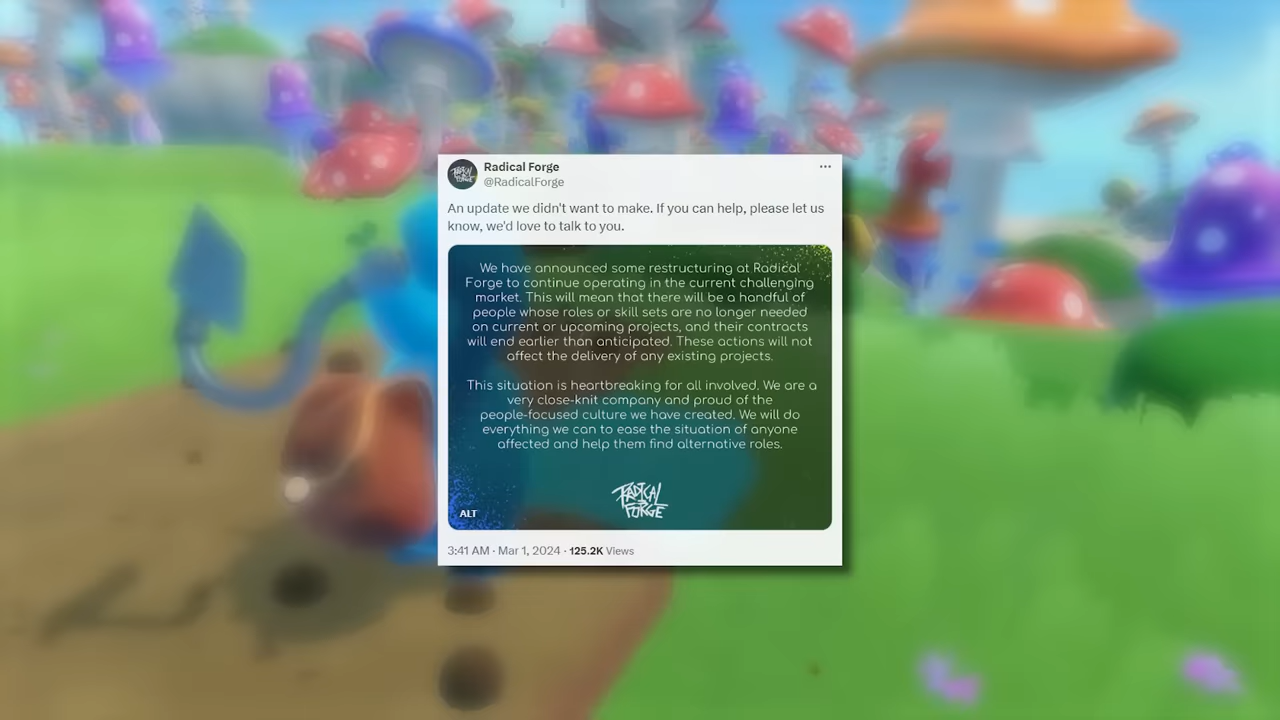 Radical Forge
@RadicalForge
An update we didn't want to make. If you can help, please let us
know, we'd love to talk to you.
We have announced some restructuring at Radical
Forge to continue operating in the current challenging
market. This will mean that there will be a handful of
people whose roles or skill sets are no longer needed
on current or upcoming projects, and their contracts
will end earlier than anticipated. These actions will not
affect the delivery of any existing projects.
This situation is heartbreaking for all involved. We are a
very close-knit company and proud of the
people-focused culture we have created. We will do
everything we can to ease the situation of anyone
affected and help them find alternative roles.
RADICAL
FORGE
ALT
3:41 AM · Mar 1, 2024 · 125.2K Views